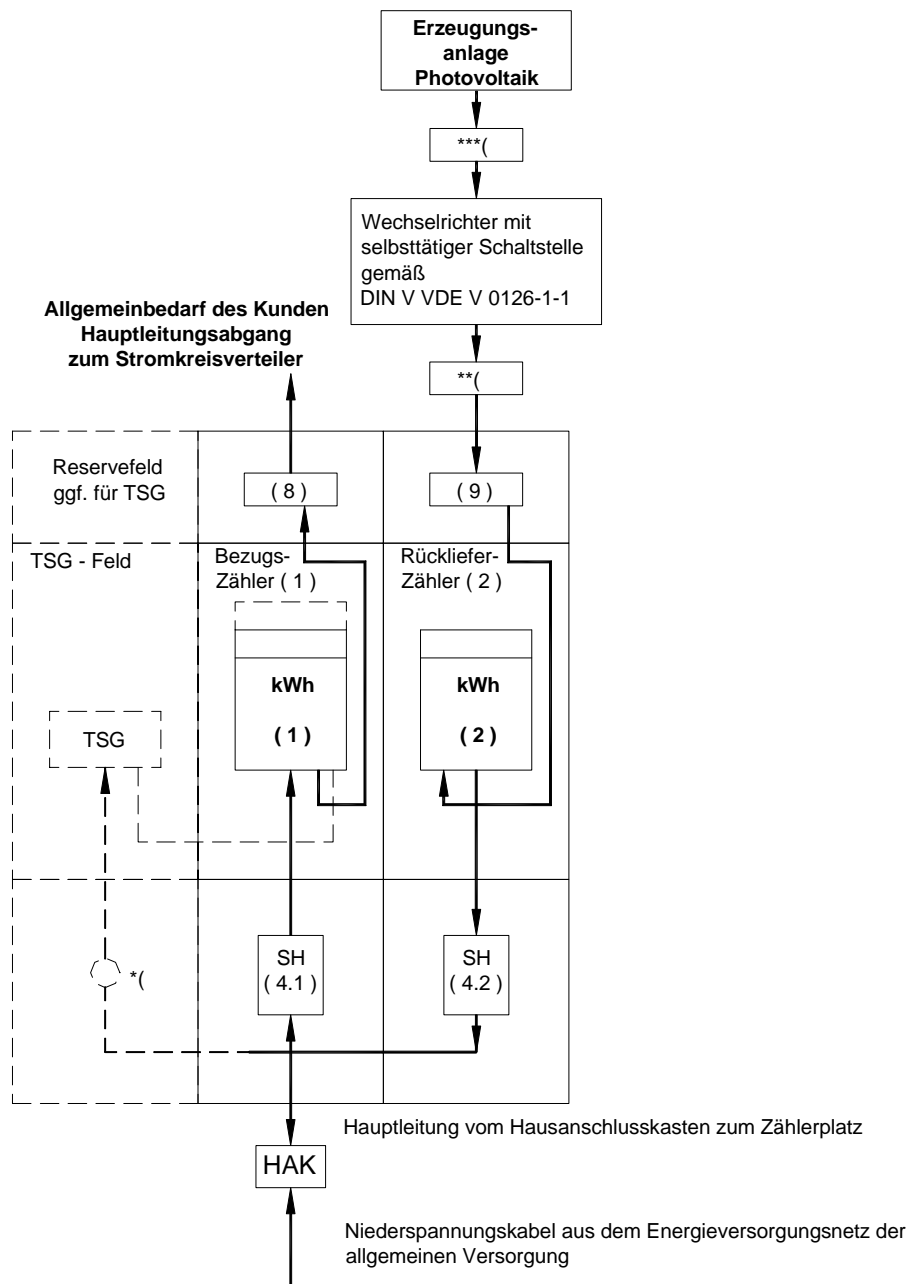 Erzeugungs-
anlage
Photovoltaik
***(
Wechselrichter mit
selbsttätiger Schaltstelle
gemäß
DIN V VDE V 0126-1-1
Allgemeinbedarf des Kunden
Hauptleitungsabgang
zum Stromkreisverteiler
**(
Reservefeld
ggf. für TSG
( 8 )
( 9 )
TSG - Feld
Bezugs-
Zähler ( 1 )
Rückliefer-
Zähler ( 2 )
kWh
( 1 )
kWh
( 2 )
TSG
SH
( 4.1 )
SH
( 4.2 )
*(
Hauptleitung vom Hausanschlusskasten zum Zählerplatz
HAK
Niederspannungskabel aus dem Energieversorgungsnetz der
allgemeinen Versorgung